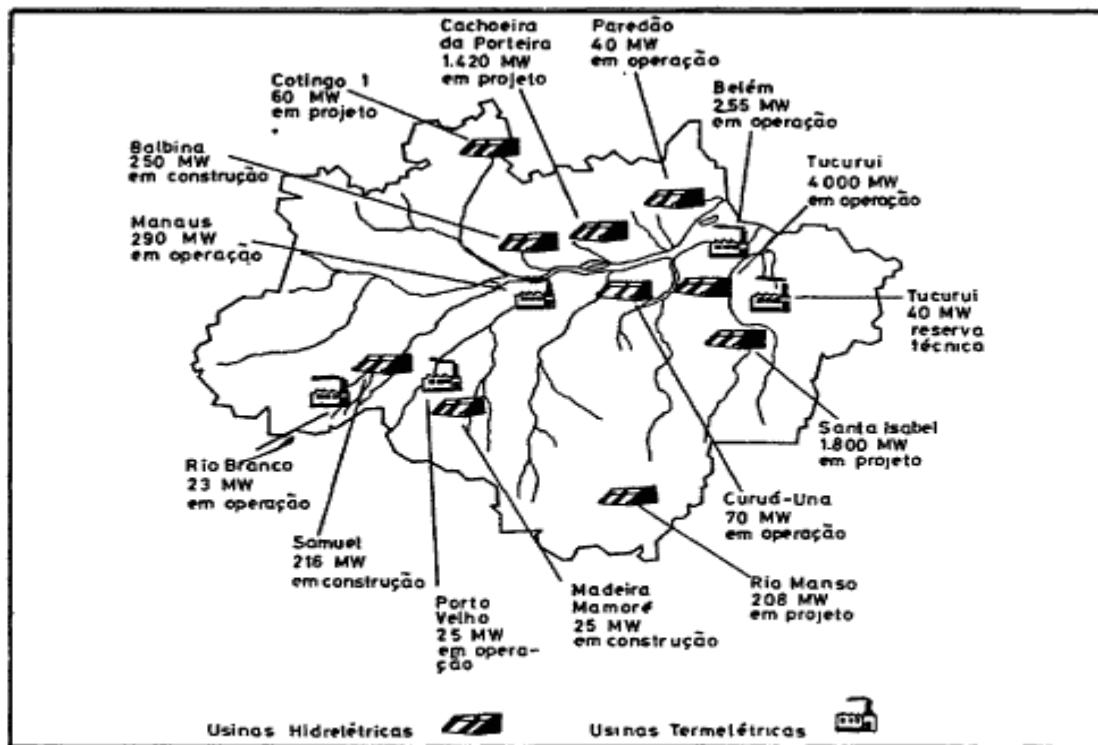 Cachoeira
da Porteira
1.420 MW
em projeto
Paredão
40 MW
em operação
Cotingo 1
60 MW
em projeto
Belém
255 MW
em operação
Balbina
250 MW
em construção
Tucurui
4.000 MW
em operação
Manaus
290 MW
em operação
Tucurui
40 MW
reserva
técnica
Santa Isabel
1.800 MW
em projeto
Rio Branco
23 MW
em operação
Curuá-Una
70 MW
em operação
Samuel
216 MW
em construção
Porto
Velho
25 MW
em opera-
ção
Madeira
Mamoré
25 MW
em construção
Rio Manso
208 MW
em projeto
Usinas Hidrelétricas
Usinas Termelétricas